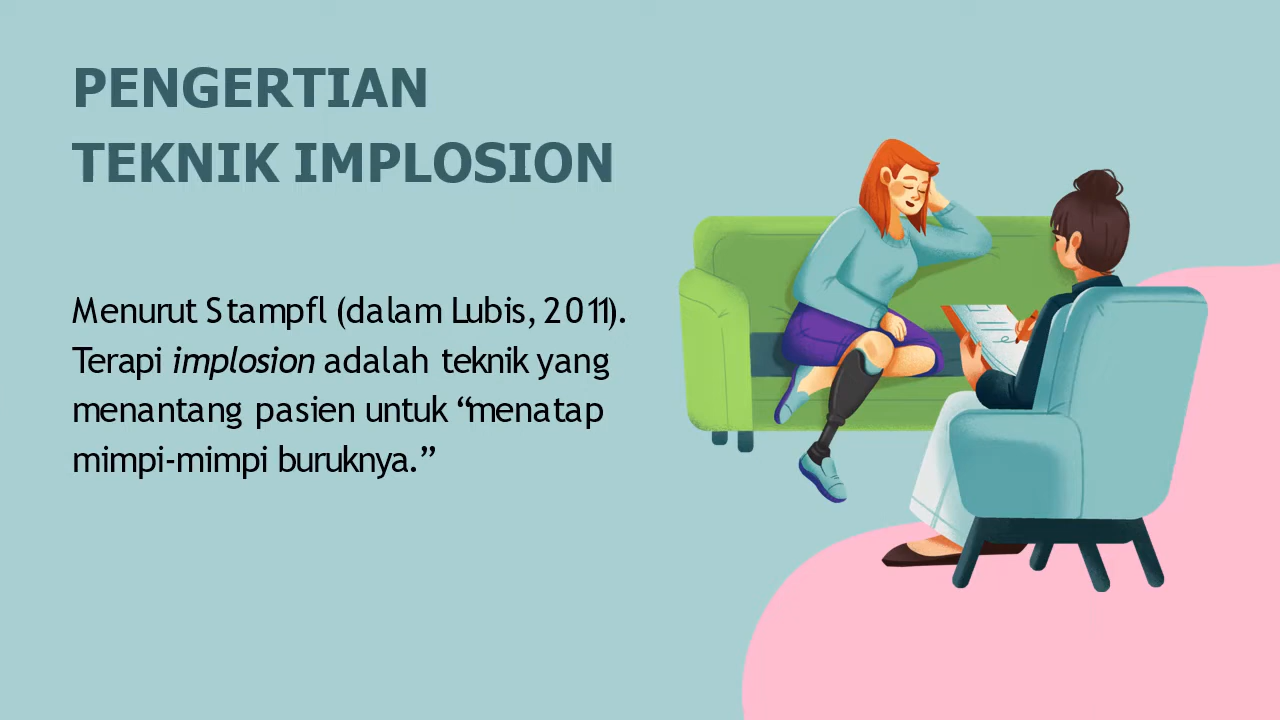 PENGERTIAN
TEKNIK IMPLOSION
Menurut Stampfl (dalam Lubis, 2011).
Terapi implosion adalah teknik yang
menantang pasien untuk “menatap
mimpi-mimpi buruknya.”